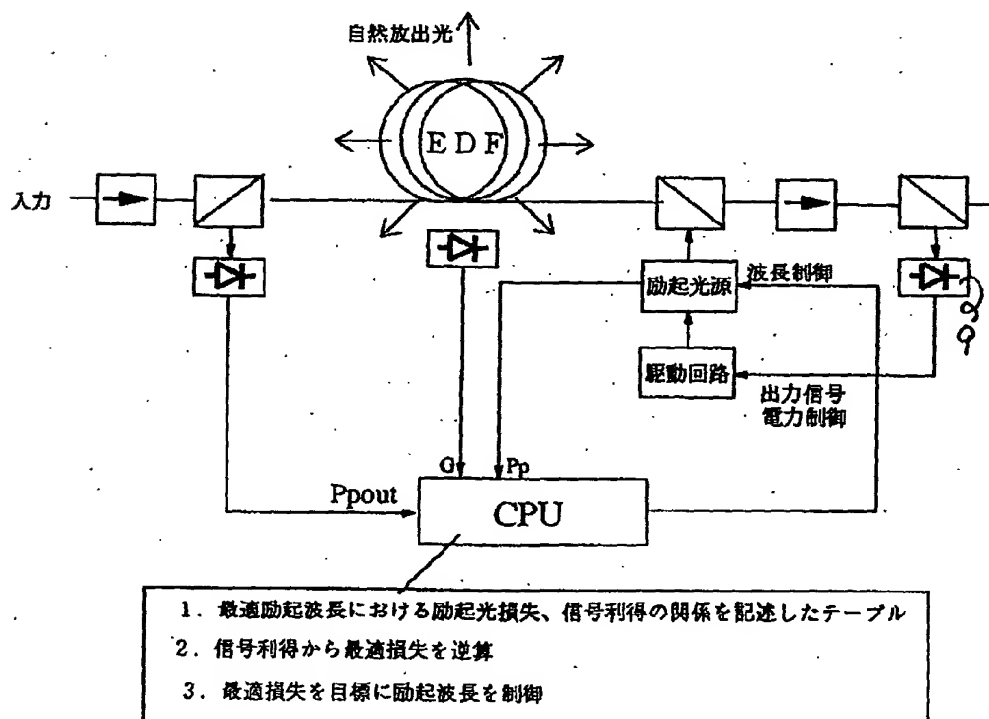 自然放出光
EDF
入力
励起光源
波長制御
29
駆動回路
出力信号
電力制御
G
Pp
Ppout
CPU
1. 最適励起波長における励起光損失、信号利得の関係を記述したテーブル
2. 信号利得から最適損失を逆算
3. 最適損失を目標に励起波長を制御